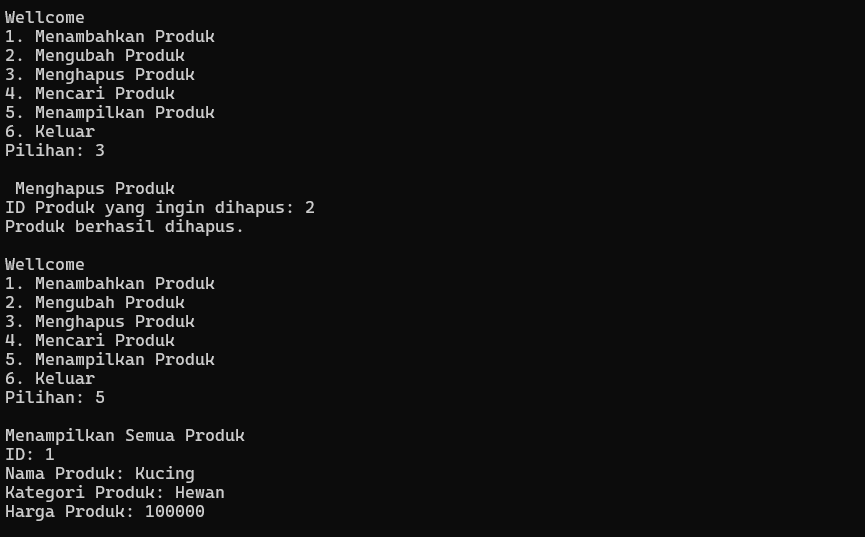 Wellcome
1. Menambahkan Produk
2. Mengubah Produk
3. Menghapus Produk
4. Mencari Produk
5. Menampilkan Produk
6. Keluar
Pilihan: 3
Menghapus Produk
ID Produk yang ingin dihapus: 2
Produk berhasil dihapus.
Wellcome
1. Menambahkan Produk
2. Mengubah Produk
3. Menghapus Produk
4. Mencari Produk
5. Menampilkan Produk
6. Keluar
Pilihan: 5
Menampilkan Semua Produk
ID: 1
Nama Produk: Kucing
Kategori Produk: Hewan
Harga Produk: 100000